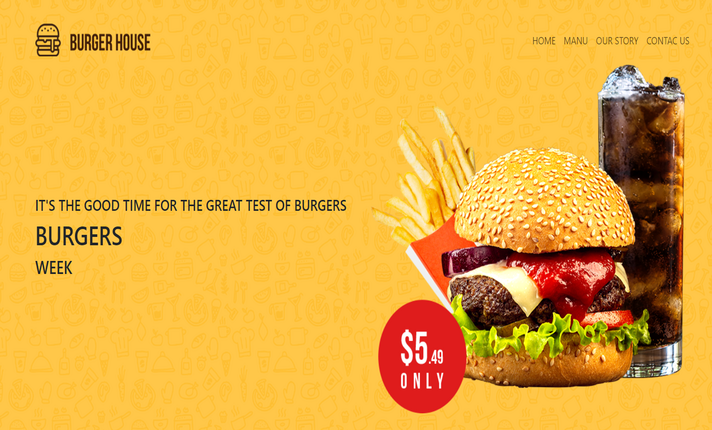 BURGER HOUSE
HOME MANU OUR STORY CONTAC US
IT'S THE GOOD TIME FOR THE GREAT TEST OF BURGERS
BURGERS
WEEK
$5.49
ONLY